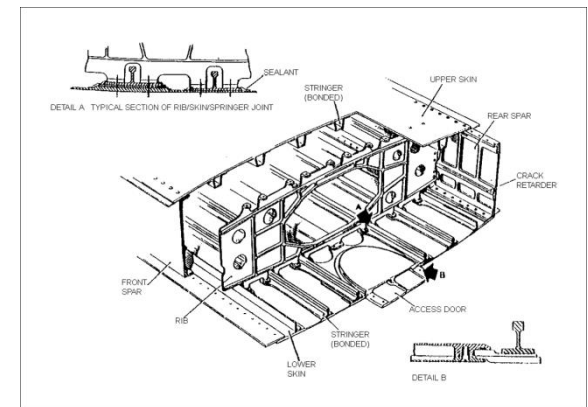 SEALANT
DETAIL A TYPICAL SECTION OF RIB/SKIN/SPRINGER JOINT
STRINGER
(BONDED)
UPPER SKIN
REAR SPAR
CRACK
RETARDER
A
B
FRONT
SPAR
RIB
ACCESS DOOR
STRINGER
(BONDED)
LOWER
SKIN
DETAIL B